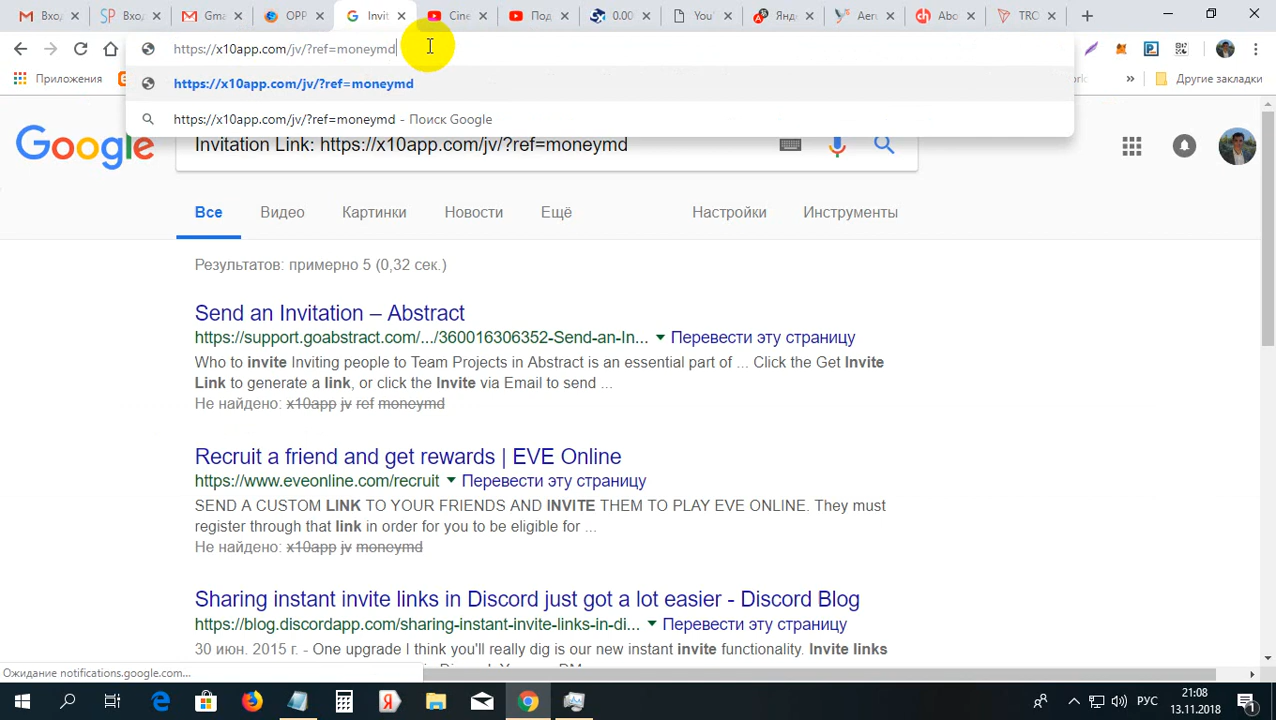 Вход
Вход
Gma
OPP
Invit
Cine
Под
0.00
You'
Янд
Aer
Abo
TRC
https://x10app.com/jv/?ref=moneymd
Приложения
Другие закладки
https://x10app.com/jv/?ref=moneymd
https://x10app.com/jv/?ref=moneymd - Поиск Google
Google
Invitation Link: https://x10app.com/jv/?ref=moneymd
Все Видео Картинки Новости Ещё Настройки Инструменты
Результатов: примерно 5 (0,32 сек.)
Send an Invitation – Abstract
https://support.goabstract.com/.../360016306352-Send-an-In... Перевести эту страницу
Who to invite Inviting people to Team Projects in Abstract is an essential part of ... Click the Get Invite
Link to generate a link, or click the Invite via Email to send ...
Не найдено: x10app jv ref moneymd
Recruit a friend and get rewards | EVE Online
https://www.eveonline.com/recruit Перевести эту страницу
SEND A CUSTOM LINK TO YOUR FRIENDS AND INVITE THEM TO PLAY EVE ONLINE. They must
register through that link in order for you to be eligible for ...
Не найдено: x10app jv moneymd
Sharing instant invite links in Discord just got a lot easier - Discord Blog
https://blog.discordapp.com/sharing-instant-invite-links-in-di... Перевести эту страницу
30 июн. 2015 г. - One upgrade I think you'll really dig is our new instant invite functionality. Invite links
Ожидание notifications.google.com...
РУС
21:08
13.11.2018